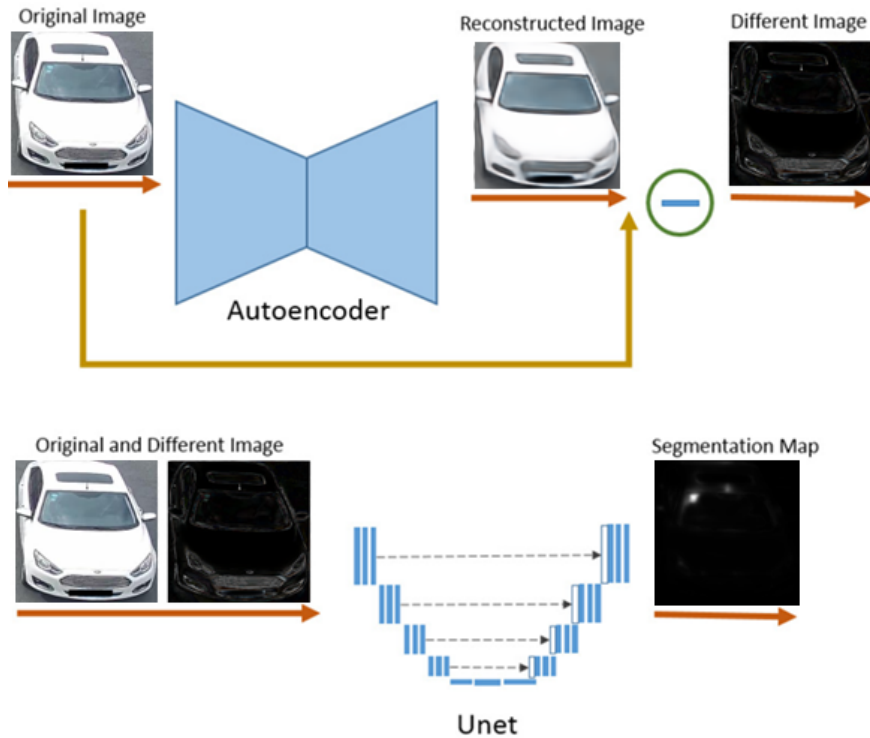 Original Image
Reconstructed Image
Different Image
Autoencoder
Original and Different Image
Segmentation Map
Unet